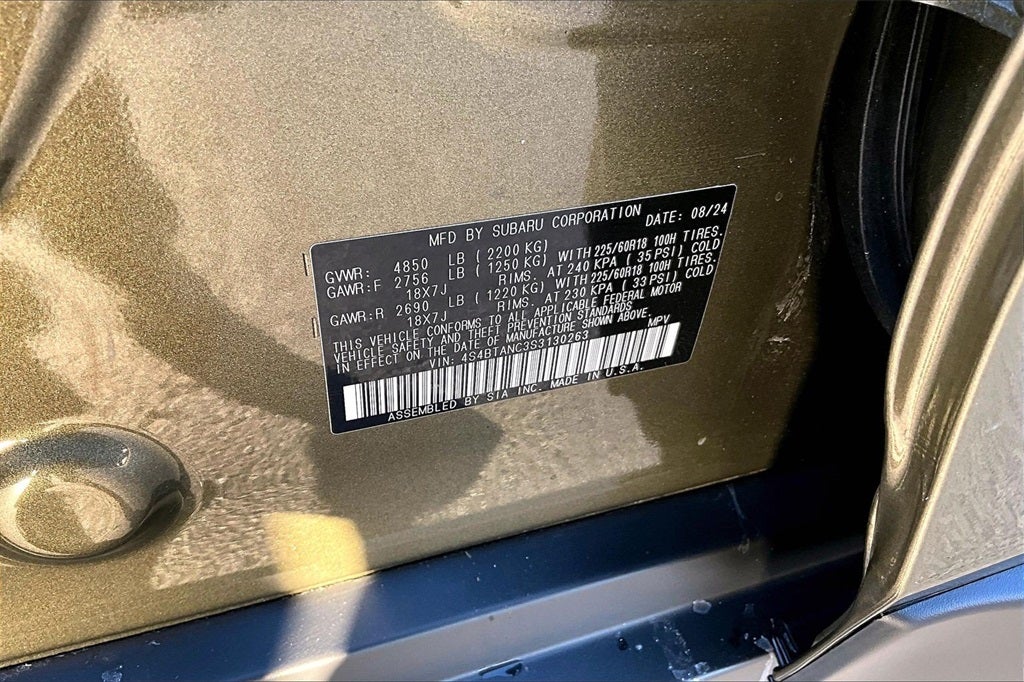 MFD BY SUBARU CORPORATION DATE: 08/24
GVWR: 4850 LB ( 2200 KG)
GAWR:F 2756 LB ( 1250 KG) WITH 225/60R18 100H TIRES.
18X7J RIMS. AT 240 KPA ( 35 PSI) COLD
GAWR:R 2690 LB ( 1220 KG) WITH 225/60R18 100H TIRES.
18X7J RIMS. AT 230 KPA ( 33 PSI) COLD
THIS VEHICLE CONFORMS TO ALL APPLICABLE FEDERAL MOTOR
VEHICLE SAFETY AND THEFT PREVENTION STANDARDS
IN EFFECT ON THE DATE OF MANUFACTURE SHOWN ABOVE.
VIN: 4S4BTANC3S3130263 MPV
ASSEMBLED BY SIA INC. MADE IN U.S.A.